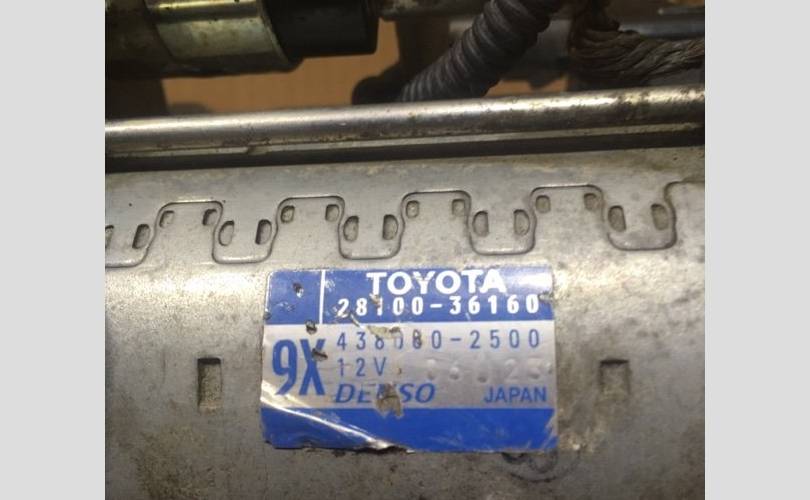 TOYOTA
28100-36160
438000-2500
9X
12V
DENSO JAPAN